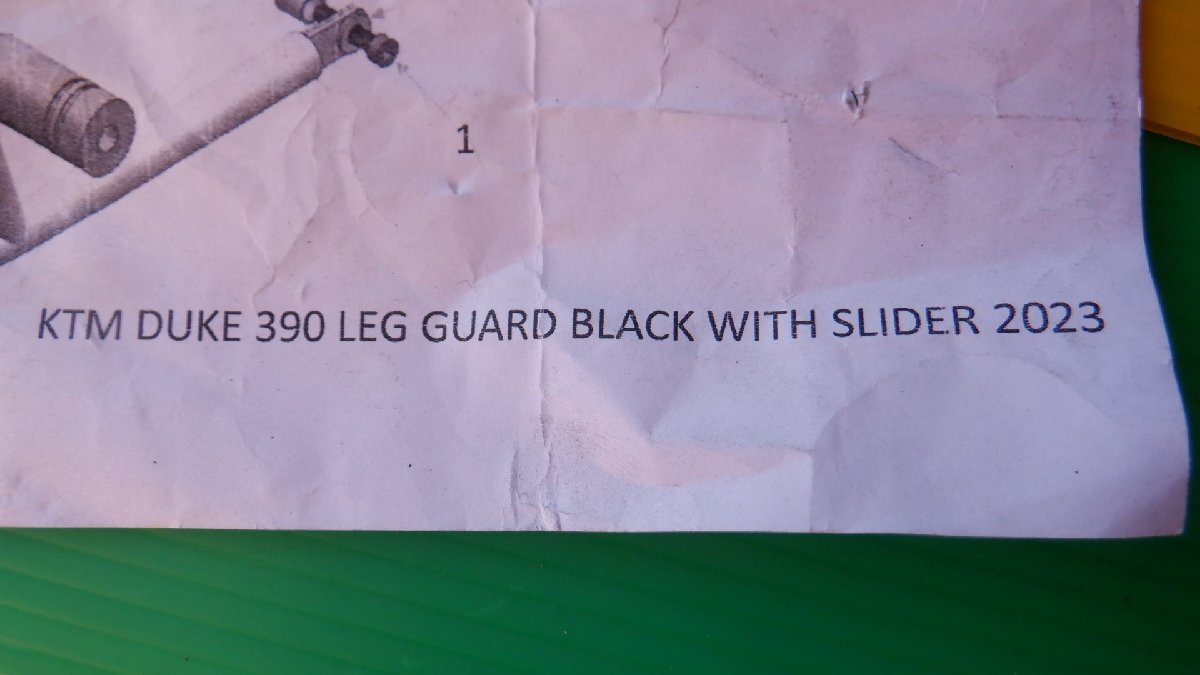 1
KTM DUKE 390 LEG GUARD BLACK WITH SLIDER 2023